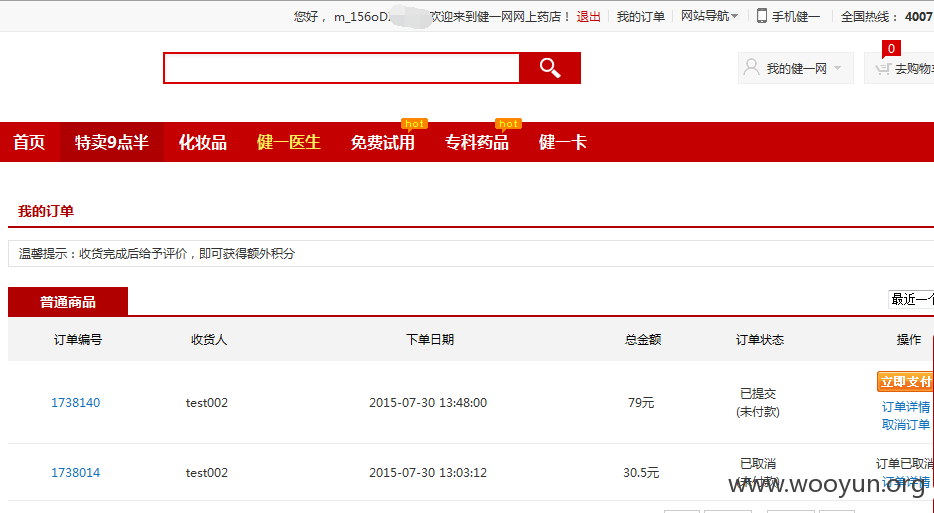 您好， m_156oD 欢迎来到健一网网上药店！ 退出 我的订单 网站导航 手机健一 全国热线： 4007
0
我的健一网 去购物车
hot hot
首页 特卖9点半 化妆品 健一医生 免费试用 专科药品 健一卡
我的订单
温馨提示：收货完成后给予评价，即可获得额外积分
普通商品 最近一个
订单编号 收货人 下单日期 总金额 订单状态 操作
1738140 test002 2015-07-30 13:48:00 79元 已提交 立即支付
(未付款) 订单详情
取消订单
1738014 test002 2015-07-30 13:03:12 30.5元 已取消 订单已取消
(未付款) 订单详情
www.wooyun.org